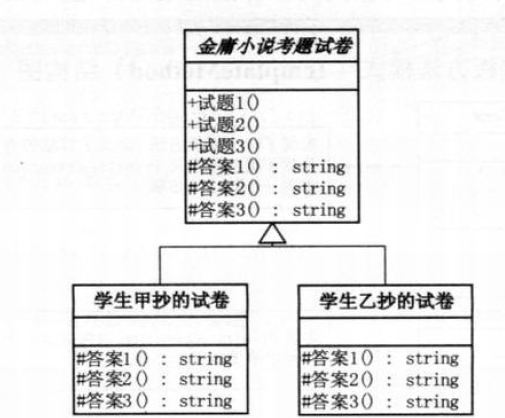 金庸小说考题试卷
+试题1()
+试题2()
+试题3()
#答案1() : string
#答案2() : string
#答案3() : string
学生甲抄的试卷
#答案1() : string
#答案2() : string
#答案3() : string
学生乙抄的试卷
#答案1() : string
#答案2() : string
#答案3() : string